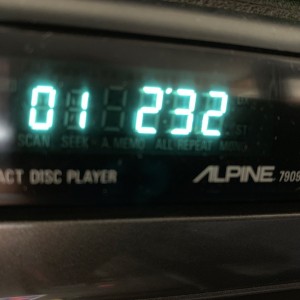 01 2'32
SCAN SEEK - A.MEMO ALL REPEAT
ACT DISC PLAYER ALPINE 7909